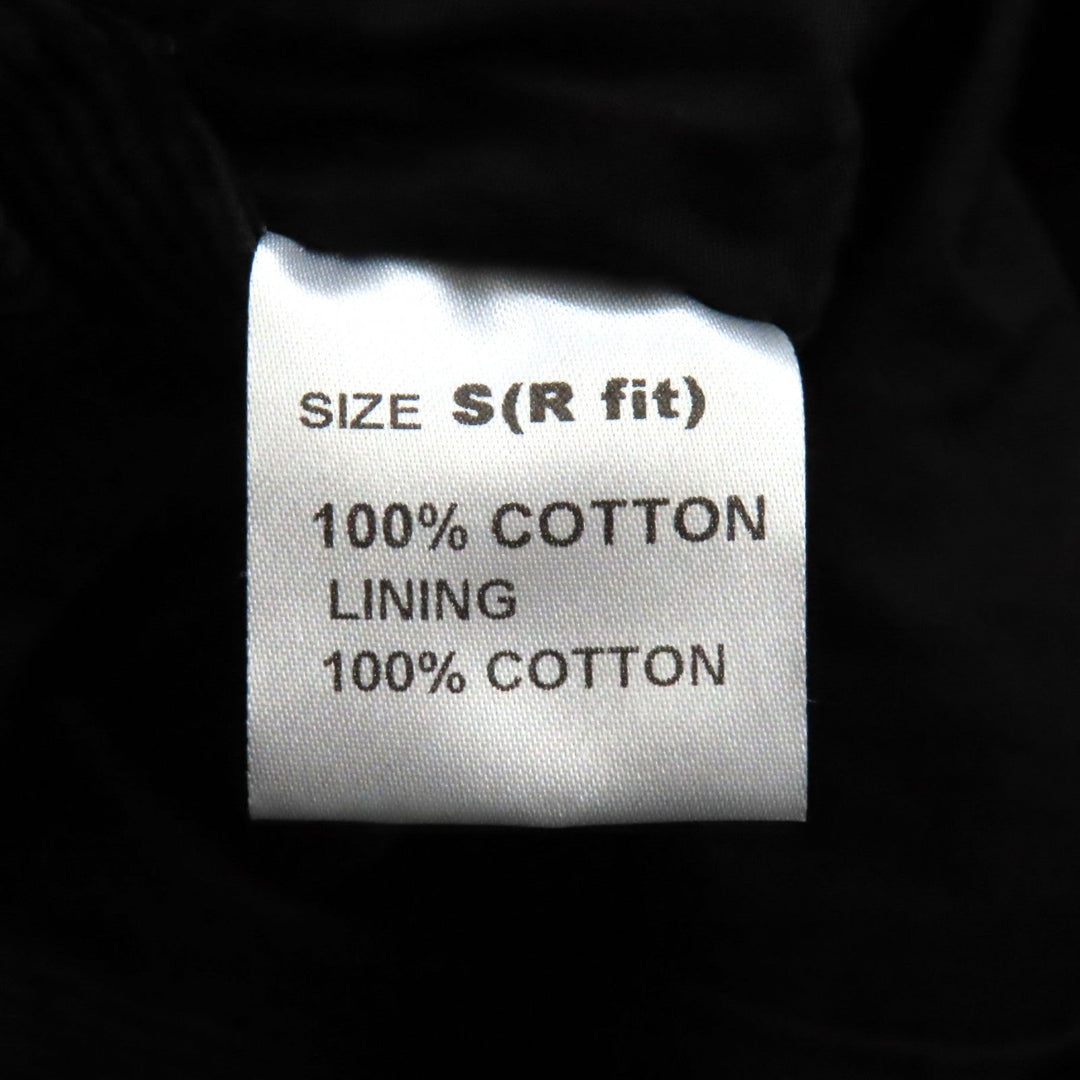 SIZE S(R fit)
100% COTTON
LINING
100% COTTON